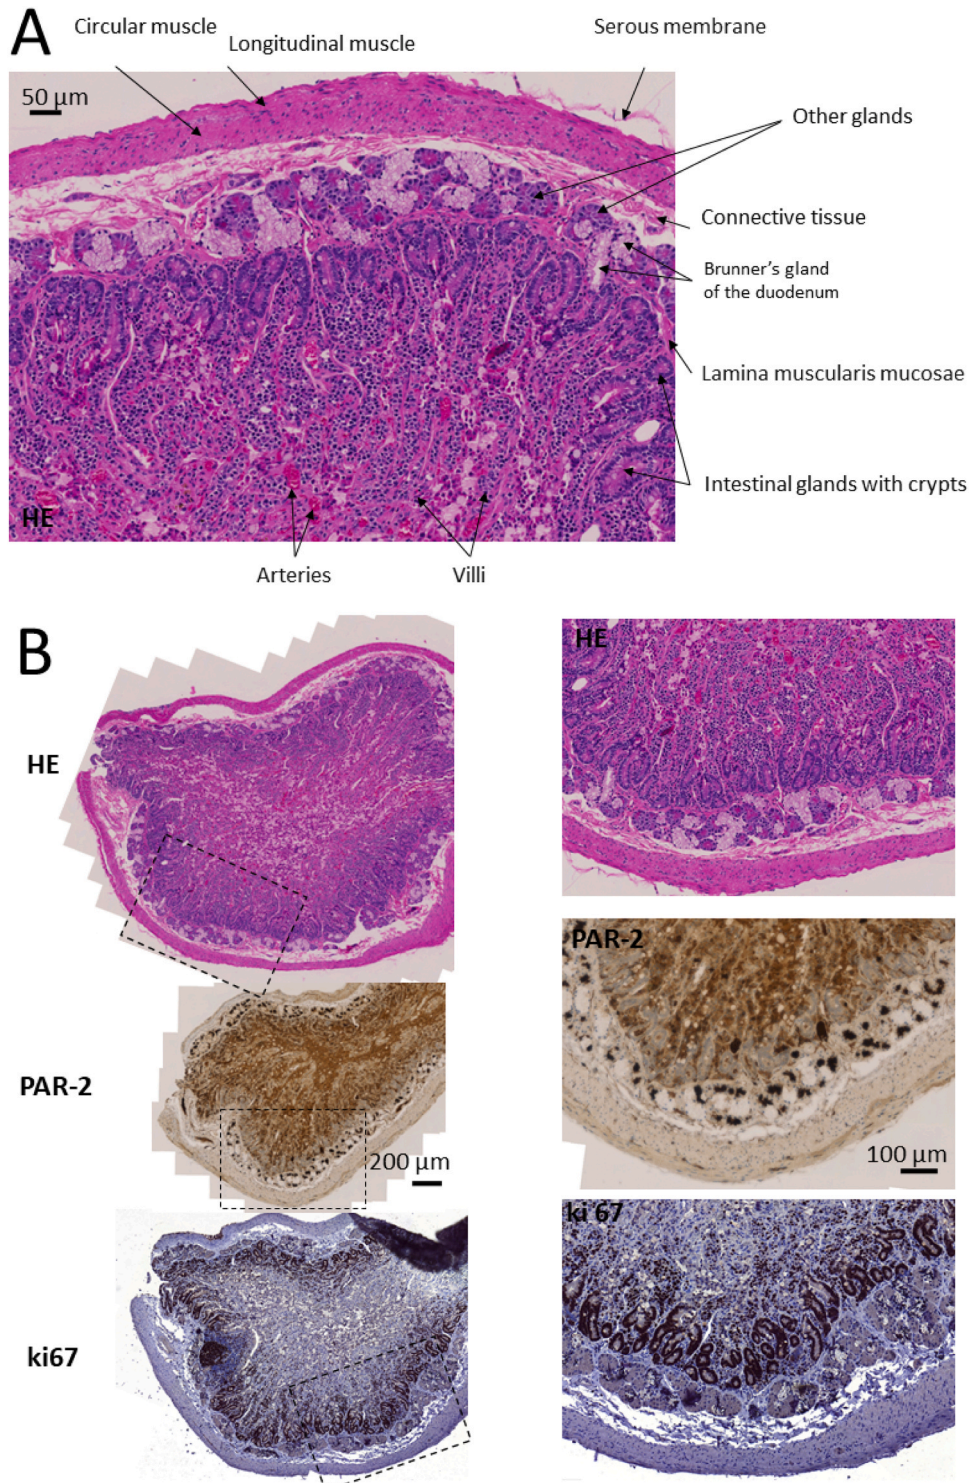 A
Circular muscle
Longitudinal muscle
Serous membrane
50 µm
Other glands
Connective tissue
Brunner's gland
of the duodenum
Lamina muscularis mucosae
Intestinal glands with crypts
HE
Arteries
Villi
B
HE
HE
PAR-2
PAR-2
200 µm
100 µm
ki67
ki 67